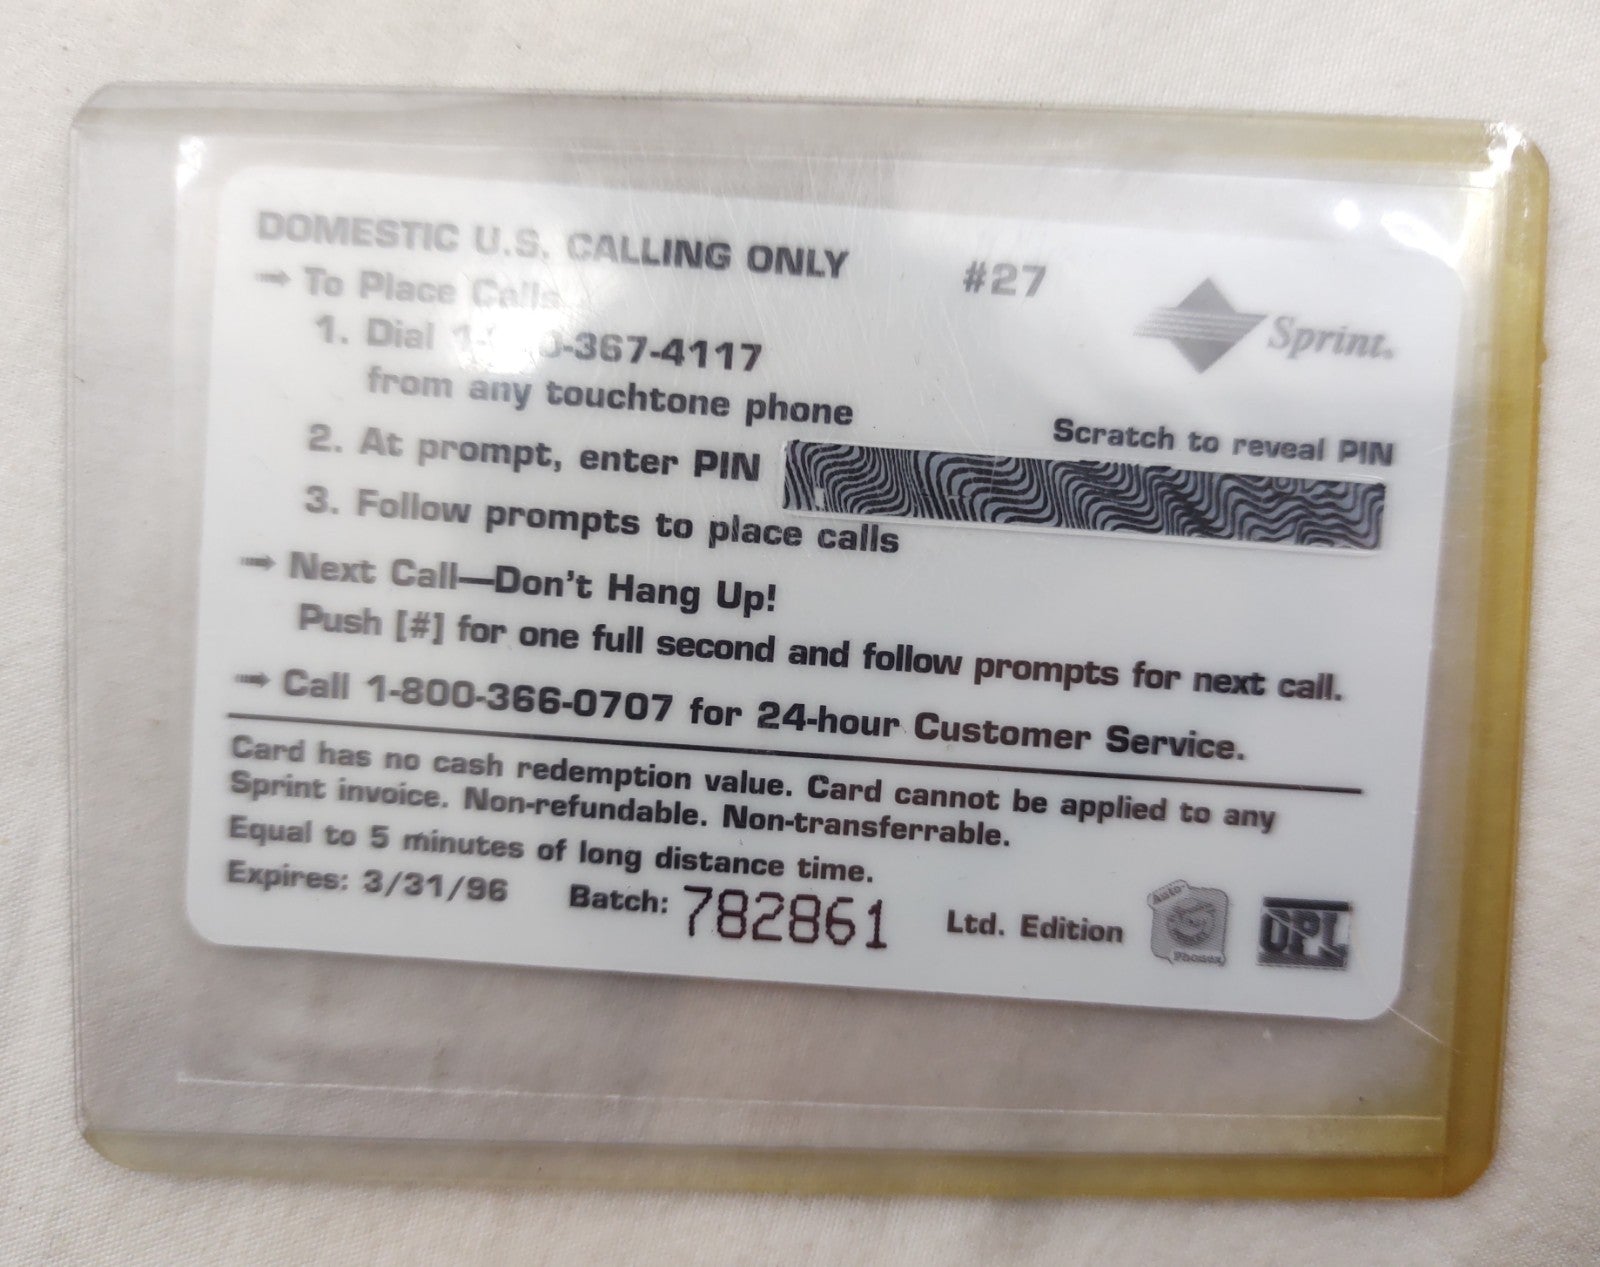 DOMESTIC U.S. CALLING ONLY
#27
Sprint.
→ To Place Calls
1. Dial 1- 0-367-4117
from any touchtone phone
Scratch to reveal PIN
2. At prompt, enter PIN
3. Follow prompts to place calls
→ Next Call—Don't Hang Up!
Push [#] for one full second and follow prompts for next call.
→ Call 1-800-366-0707 for 24-hour Customer Service.
Card has no cash redemption value. Card cannot be applied to any
Sprint invoice. Non-refundable. Non-transferrable.
Equal to 5 minutes of long distance time.
Expires: 3/31/96 Batch: 782861 Ltd. Edition
Auto-
Phonex